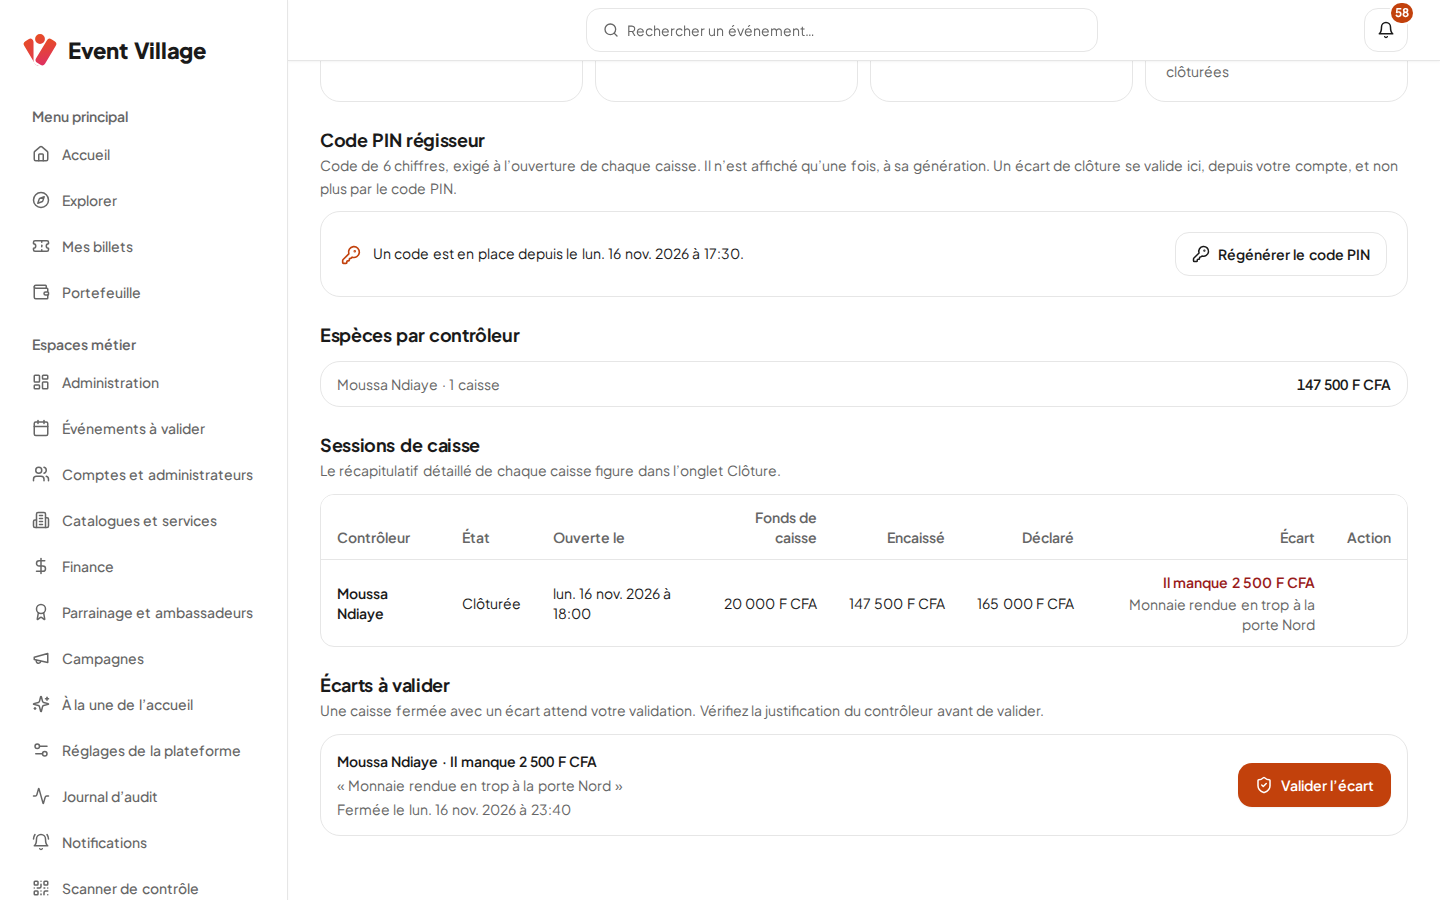 Event Village
Rechercher un événement…
58
Menu principal
Accueil
Explorer
Mes billets
Portefeuille
Espaces métier
Administration
Événements à valider
Comptes et administrateurs
Catalogues et services
Finance
Parrainage et ambassadeurs
Campagnes
À la une de l'accueil
Réglages de la plateforme
Journal d'audit
Notifications
Scanner de contrôle
clôturées
Code PIN régisseur
Code de 6 chiffres, exigé à l'ouverture de chaque caisse. Il n'est affiché qu'une fois, à sa génération. Un écart de clôture se valide ici, depuis votre compte, et non
plus par le code PIN.
Un code est en place depuis le lun. 16 nov. 2026 à 17:30.
Régénérer le code PIN
Espèces par contrôleur
Moussa Ndiaye · 1 caisse
147 500 F CFA
Sessions de caisse
Le récapitulatif détaillé de chaque caisse figure dans l'onglet Clôture.
Contrôleur
État
Ouverte le
Fonds de
caisse
Encaissé
Déclaré
Écart
Action
Moussa
Ndiaye
Clôturée
lun. 16 nov. 2026 à
18:00
20 000 F CFA
147 500 F CFA
165 000 F CFA
Il manque 2 500 F CFA
Monnaie rendue en trop à la
porte Nord
Écarts à valider
Une caisse fermée avec un écart attend votre validation. Vérifiez la justification du contrôleur avant de valider.
Moussa Ndiaye · Il manque 2 500 F CFA
« Monnaie rendue en trop à la porte Nord »
Fermée le lun. 16 nov. 2026 à 23:40
Valider l'écart